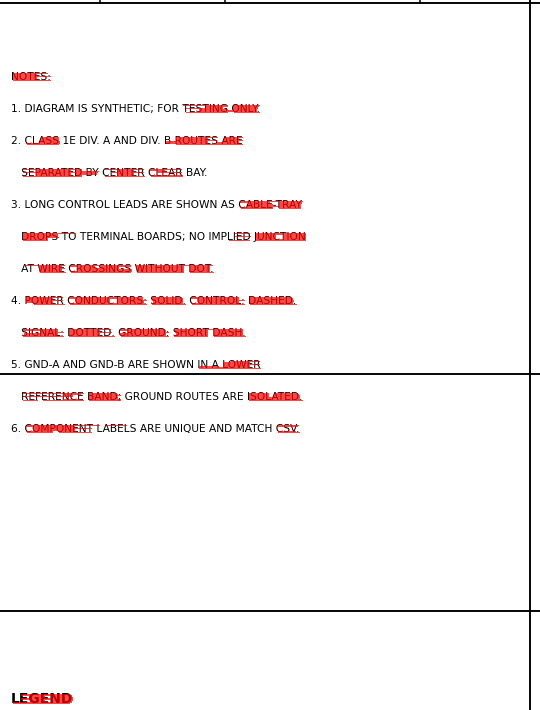 NOTES:
1. DIAGRAM IS SYNTHETIC; FOR TESTING ONLY
2. CLASS 1E DIV. A AND DIV. B ROUTES ARE
SEPARATED BY CENTER CLEAR BAY.
3. LONG CONTROL LEADS ARE SHOWN AS CABLE-TRAY
DROPS TO TERMINAL BOARDS; NO IMPLIED JUNCTION
AT WIRE CROSSINGS WITHOUT DOT.
4. POWER CONDUCTORS: SOLID. CONTROL: DASHED.
SIGNAL: DOTTED. GROUND: SHORT DASH.
5. GND-A AND GND-B ARE SHOWN IN A LOWER
REFERENCE BAND; GROUND ROUTES ARE ISOLATED.
6. COMPONENT LABELS ARE UNIQUE AND MATCH CSV.
LEGEND